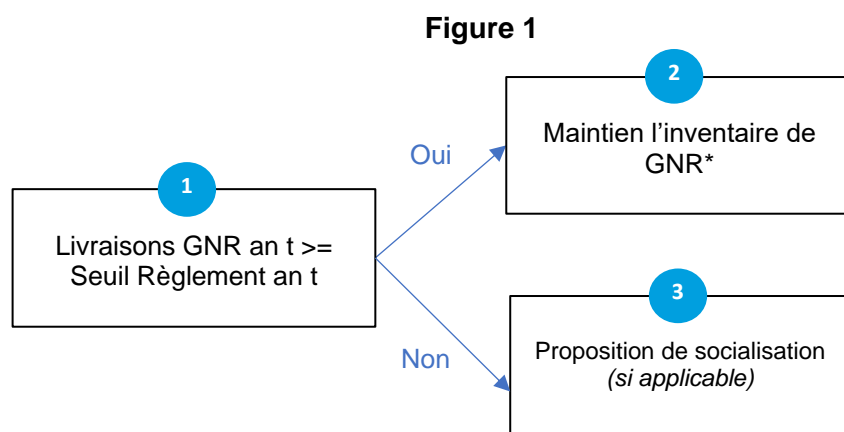 Figure 1
1
Livraisons GNR an t >=
Seuil Règlement an t
Oui
2
Maintien l’inventaire de
GNR*
Non
3
Proposition de socialisation
(si applicable)